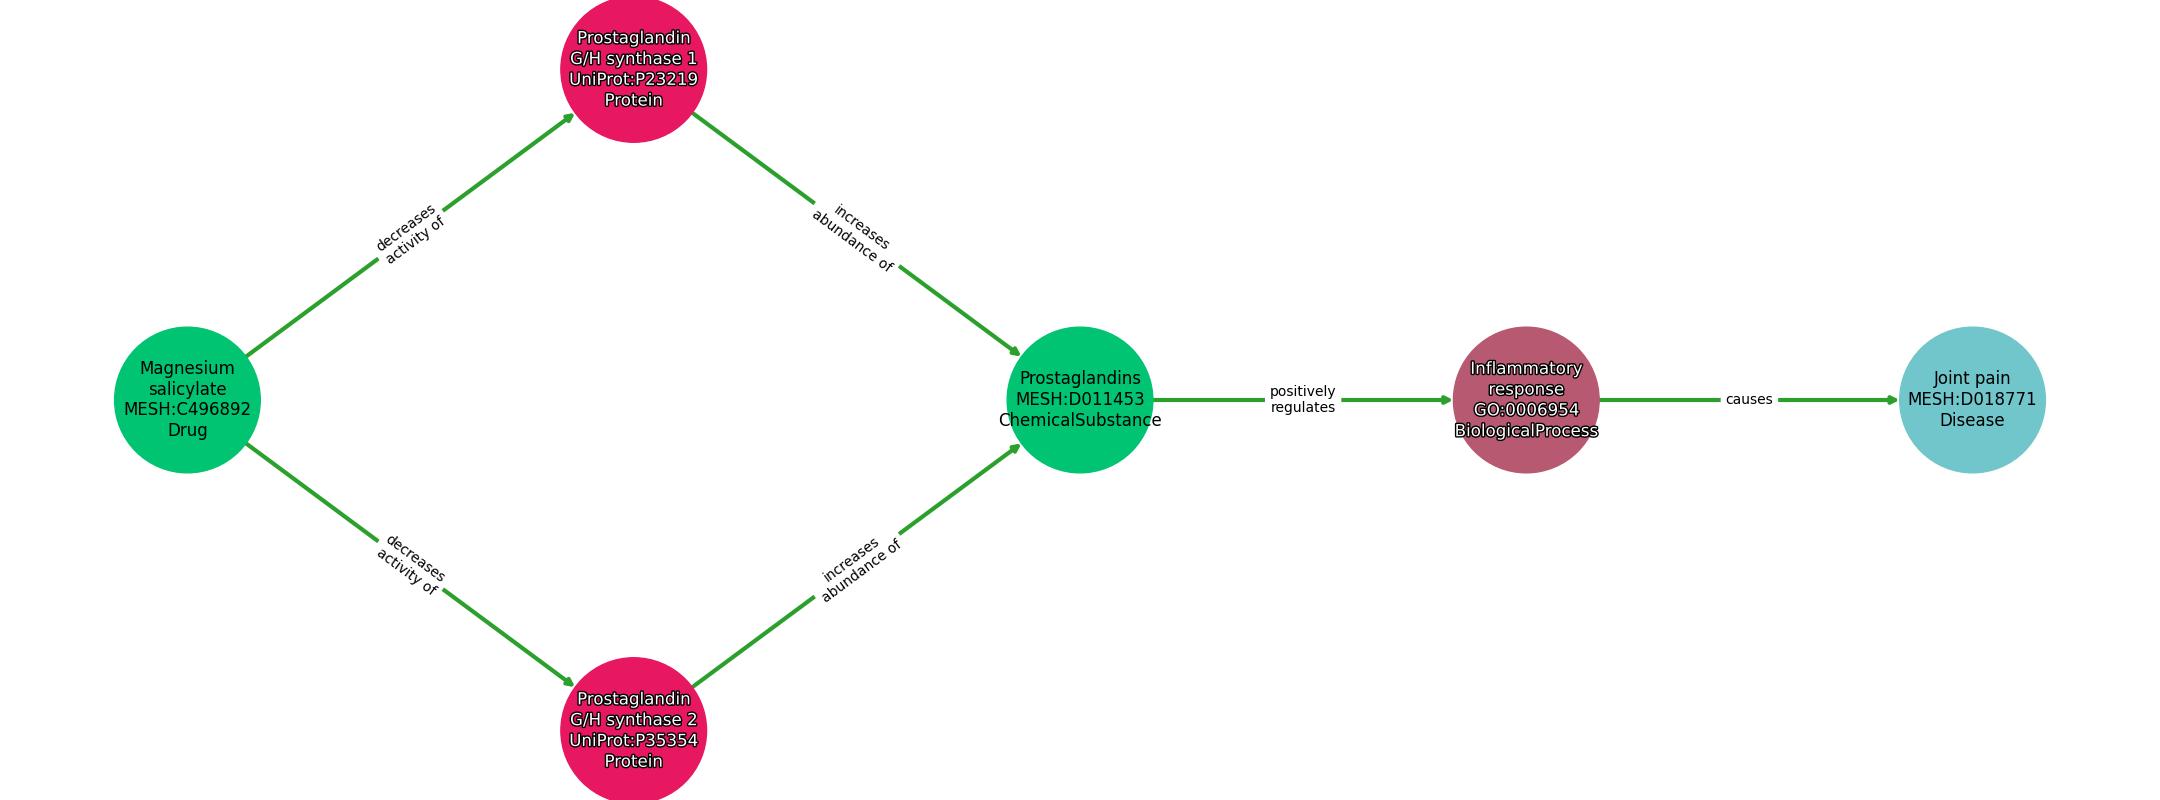 Prostaglandin
G/H synthase 1
UniProt:P23219
Protein
decreases
activity of
increases
abundance of
Magnesium
salicylate
MESH:C496892
Drug
Prostaglandins
MESH:D011453
ChemicalSubstance
positively
regulates
Inflammatory
response
GO:0006954
BiologicalProcess
causes
Joint pain
MESH:D018771
Disease
decreases
activity of
increases
abundance of
Prostaglandin
G/H synthase 2
UniProt:P35354
Protein